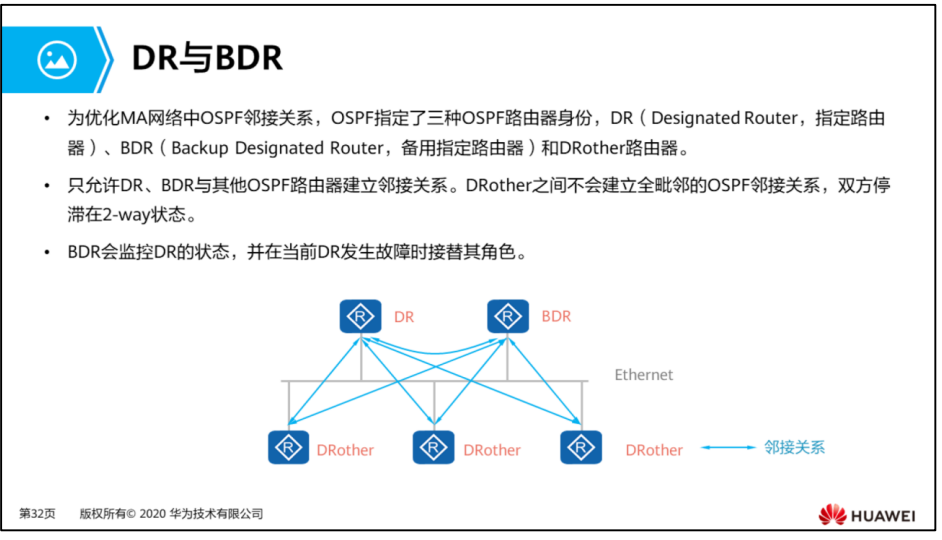 DR与BDR
• 为优化MA网络中OSPF邻接关系，OSPF指定了三种OSPF路由器身份，DR（Designated Router，指定路由
器）、BDR（Backup Designated Router，备用指定路由器）和DRother路由器。
• 只允许DR、BDR与其他OSPF路由器建立邻接关系。DRother之间不会建立全毗邻的OSPF邻接关系，双方停
滞在2-way状态。
• BDR会监控DR的状态，并在当前DR发生故障时接替其角色。
R DR R BDR
Ethernet
R DRother R DRother R DRother 邻接关系
第32页 版权所有© 2020 华为技术有限公司
HUAWEI